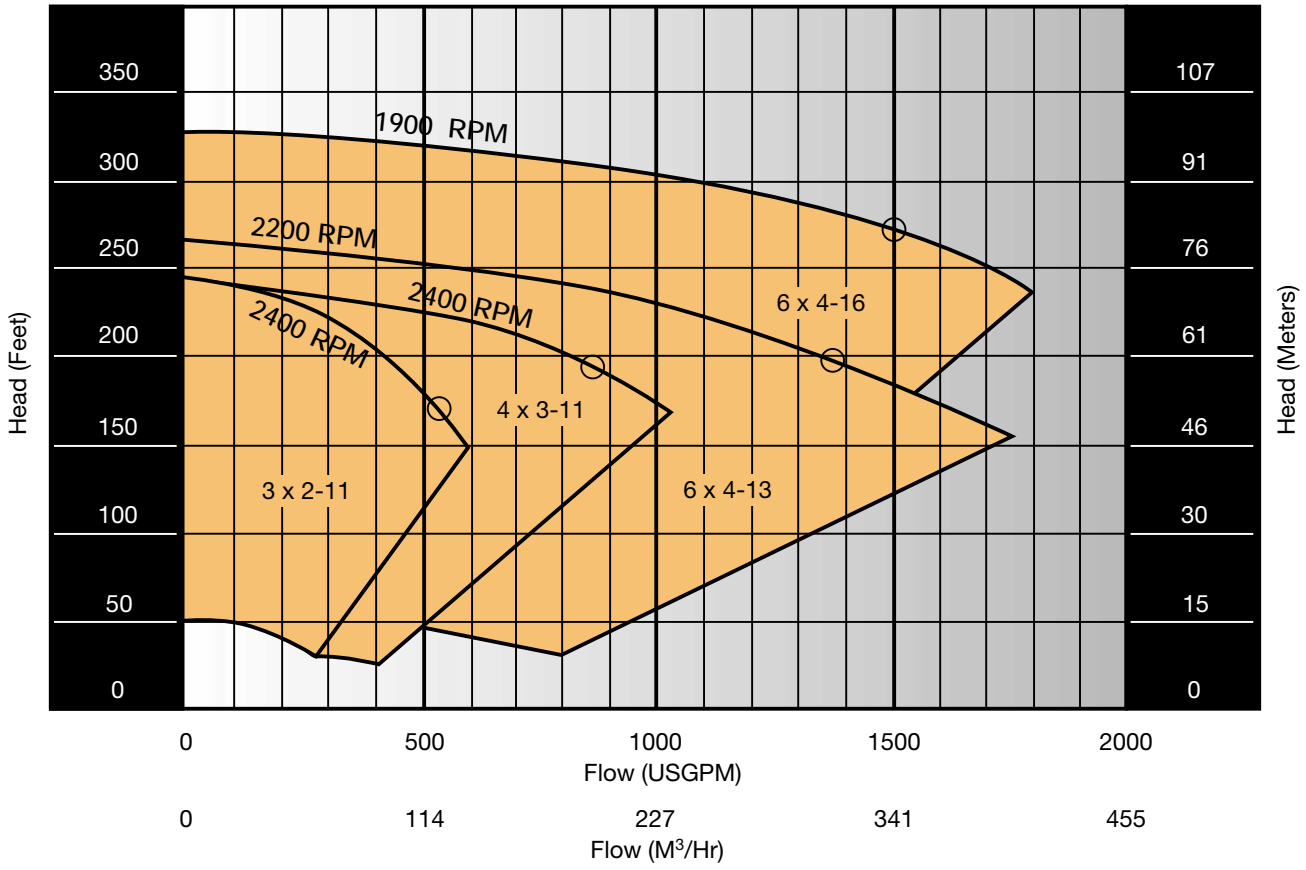 350
300
250
200
150
100
50
0
Head (Feet)
1900 RPM
2200 RPM
2400 RPM
2400 RPM
6 x 4-16
4 x 3-11
3 x 2-11
6 x 4-13
107
91
76
61
46
30
15
0
Head (Meters)
0 500 1000 1500 2000
Flow (USGPM)
0 114 227 341 455
Flow (M³/Hr)